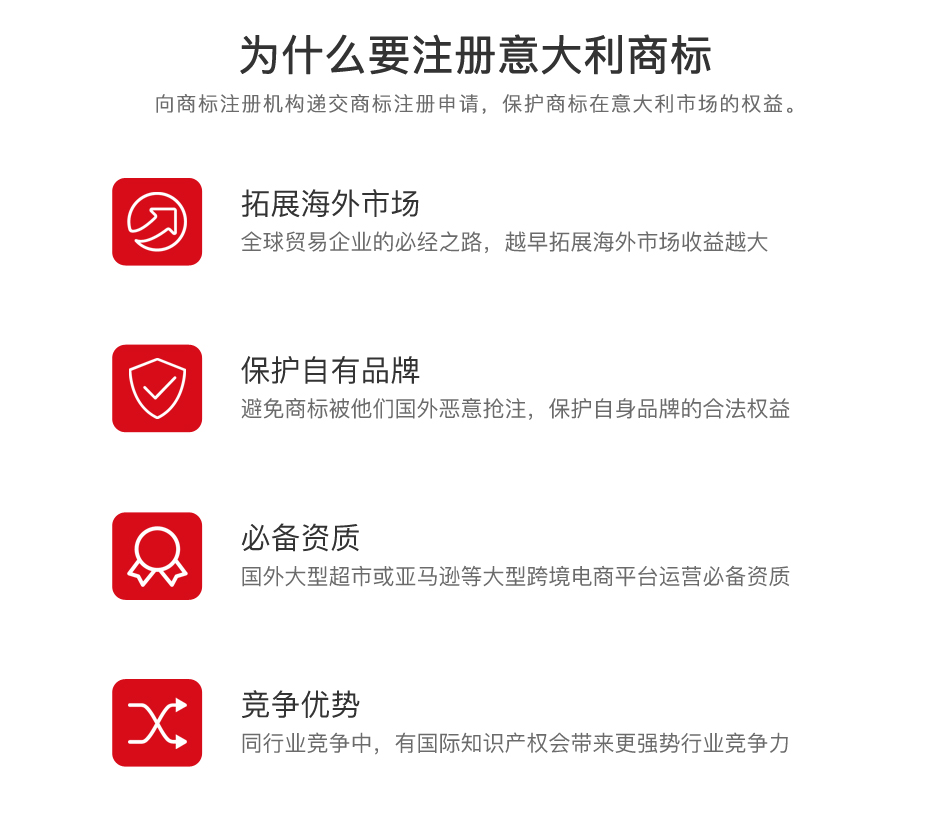 为什么要注册意大利商标
向商标注册机构递交商标注册申请，保护商标在意大利市场的权益。
拓展海外市场
全球贸易企业的必经之路，越早拓展海外市场收益越大
保护自有品牌
避免商标被他们国外恶意抢注，保护自身品牌的合法权益
必备资质
国外大型超市或亚马逊等大型跨境电商平台运营必备资质
竞争优势
同行业竞争中，有国际知识产权会带来更强势行业竞争力